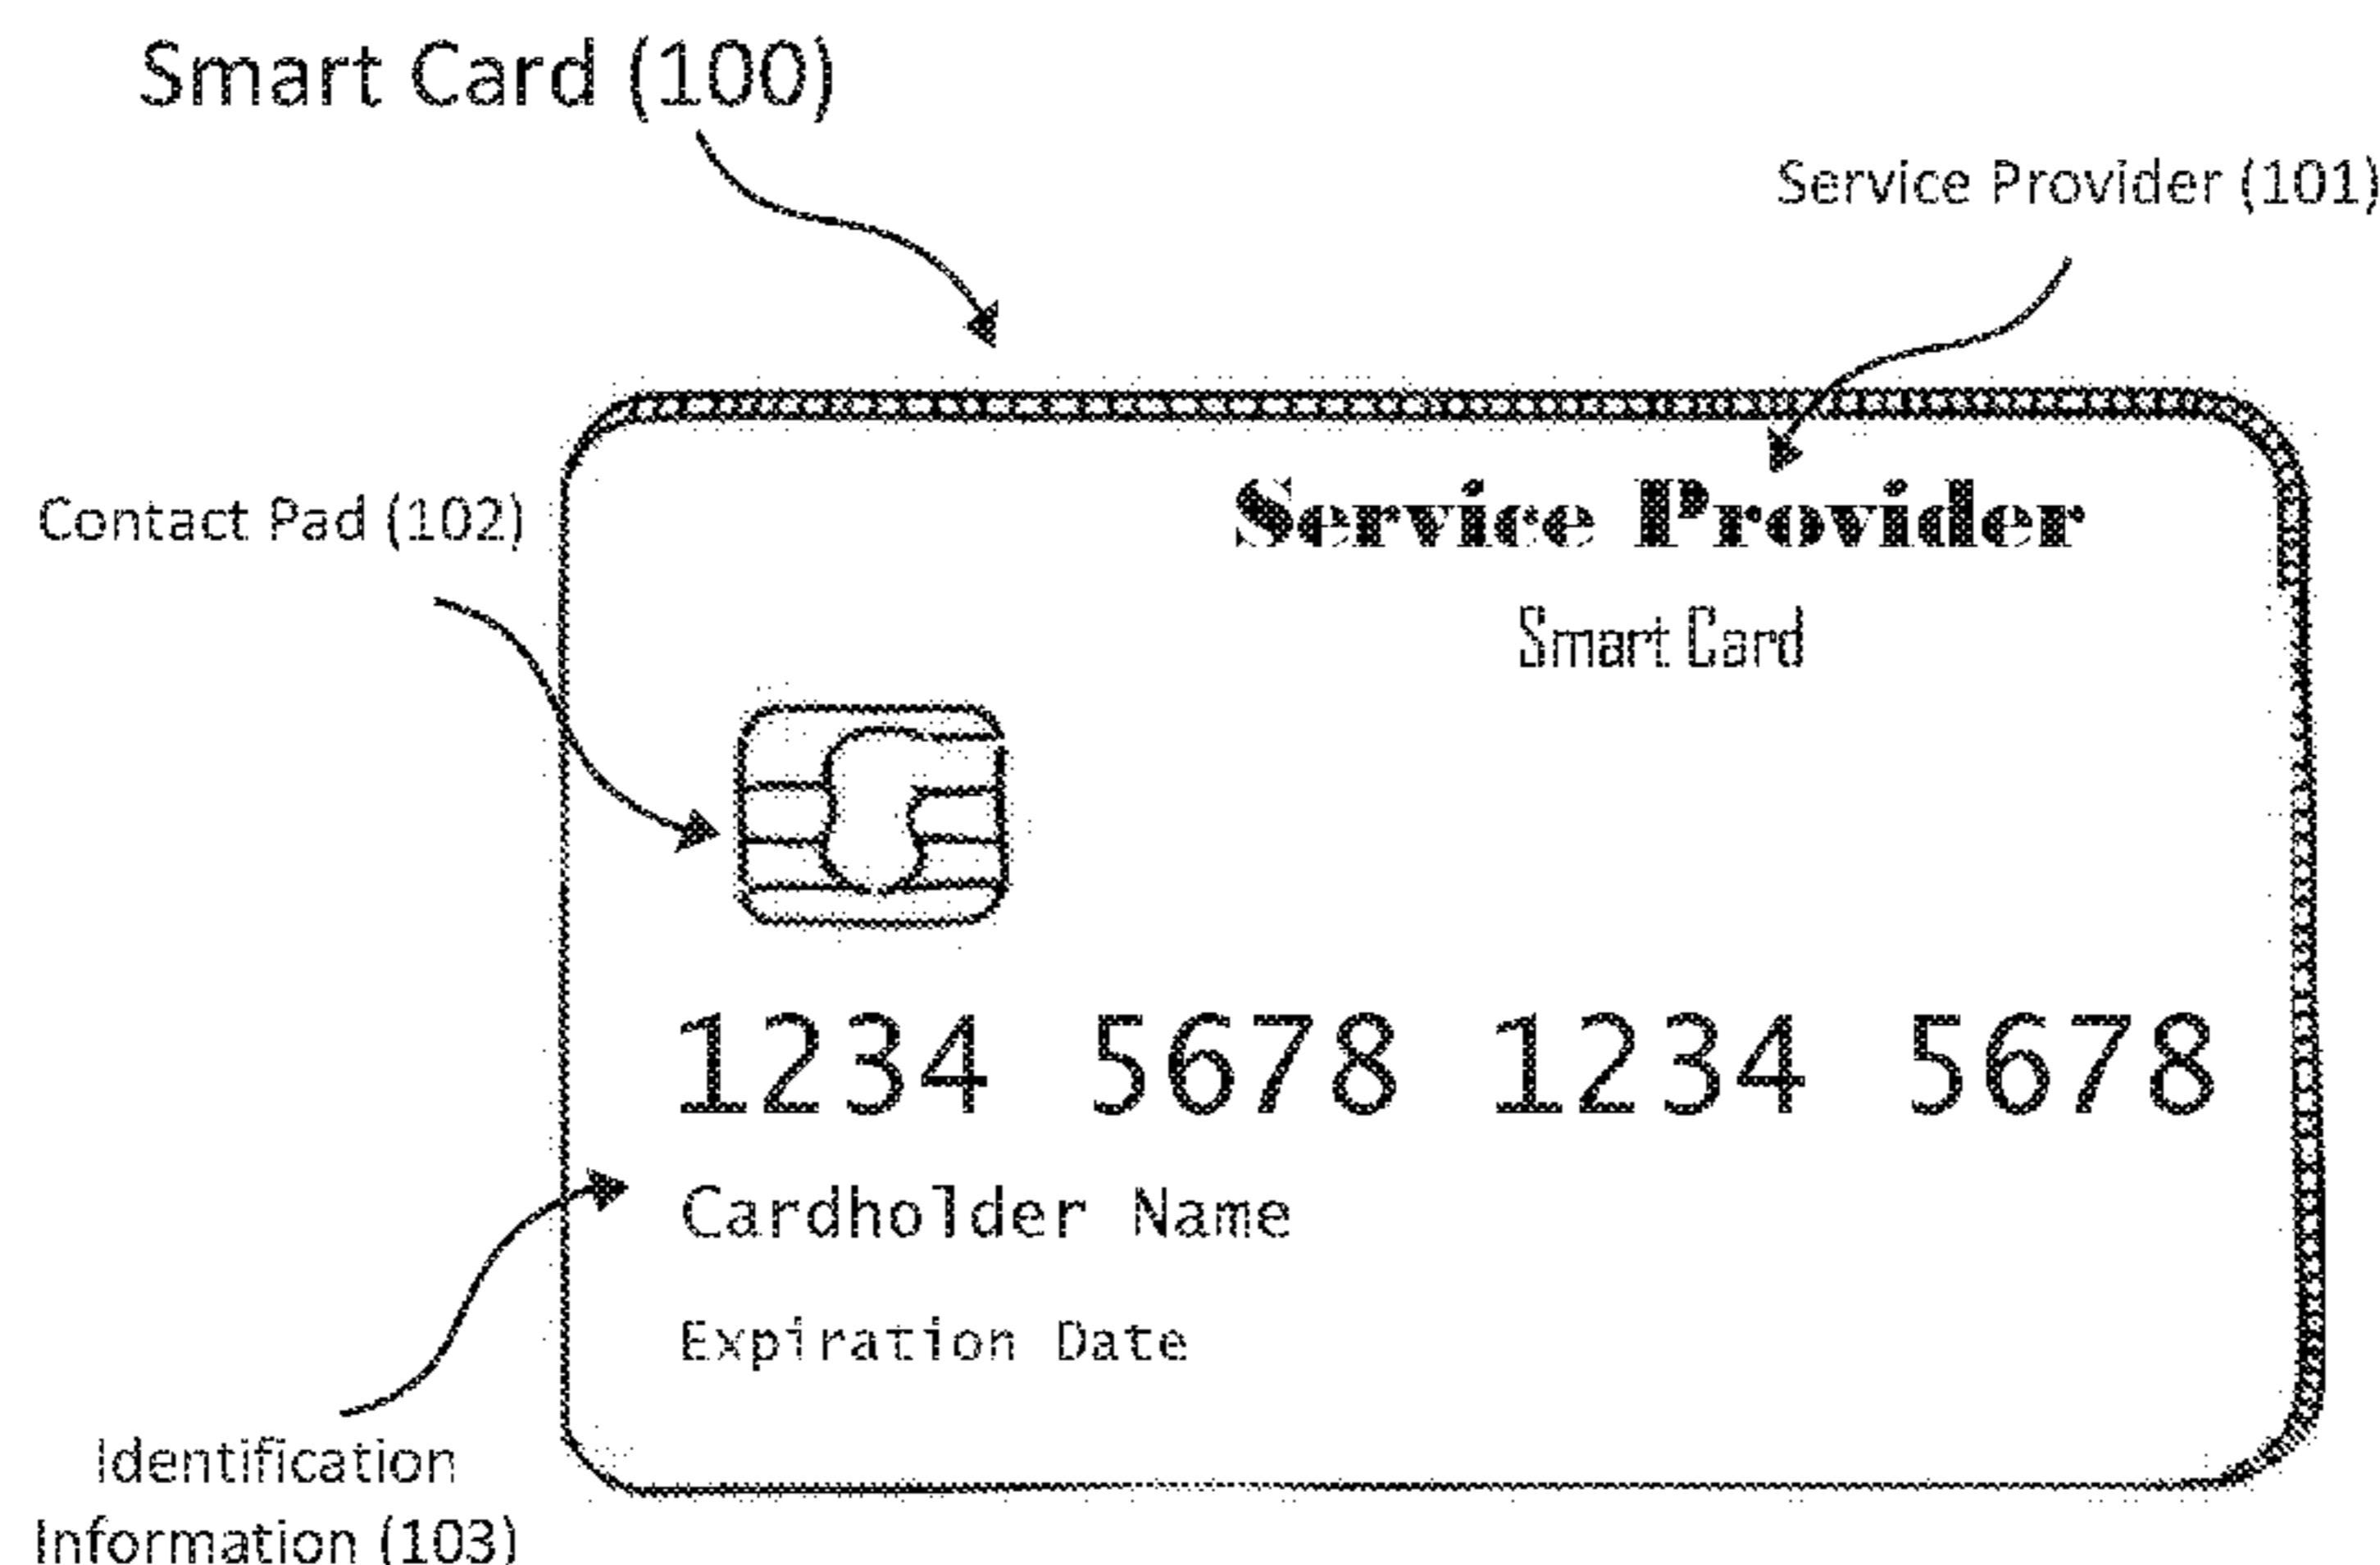 Smart Card (100)
Service Provider (101)
Contact Pad (102)
Service Provider
Smart Card
1234 5678 1234 5678
Cardholder Name
Expiration Date
Identification
Information (103)